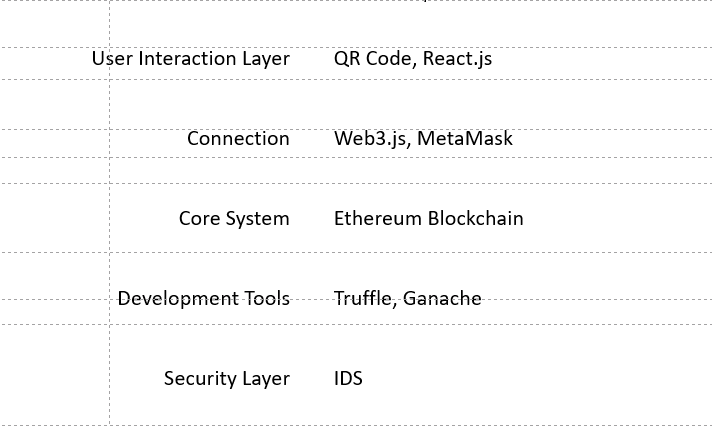 User Interaction Layer QR Code, React.js
Connection Web3.js, MetaMask
Core System Ethereum Blockchain
Development Tools Truffle, Ganache
Security Layer IDS